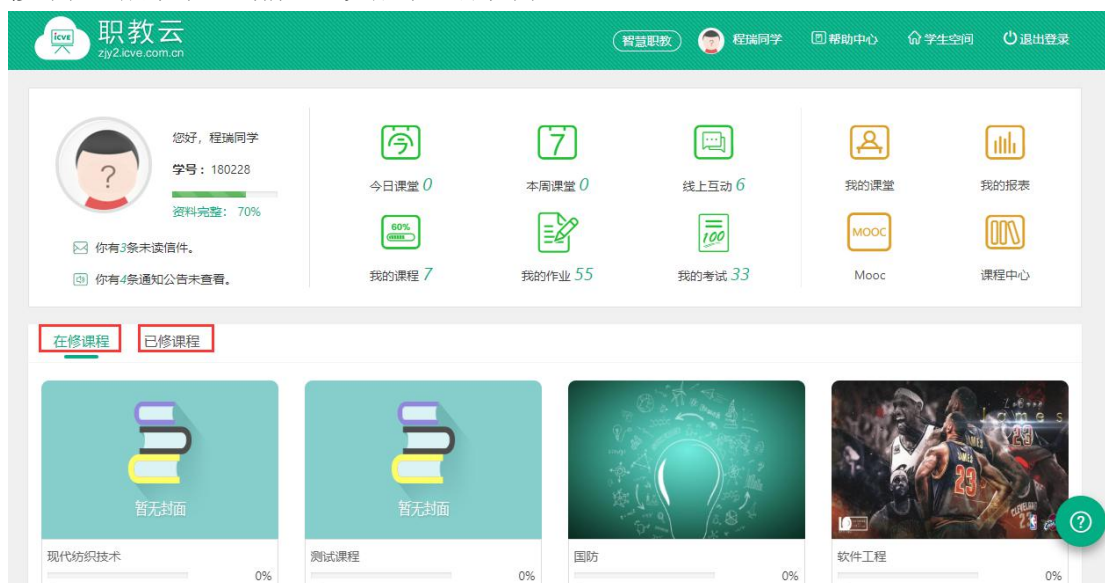 icve
职教云
zjy2.icve.com.cn
智慧职教
程瑞同学
帮助中心
学生空间
退出登录
您好，程瑞同学
学号：180228
资料完整： 70%
你有3条未读信件。
你有4条通知公告未查看。
今日课堂 0
7
本周课堂 0
线上互动 6
我的课堂
我的报表
60%
我的课程 7
我的作业 55
100
我的考试 33
MOOC
Mooc
课程中心
在修课程
已修课程
暂无封面
暂无封面
James
23
23
现代纺织技术
0%
测试课程
0%
国防
0%
软件工程
0%